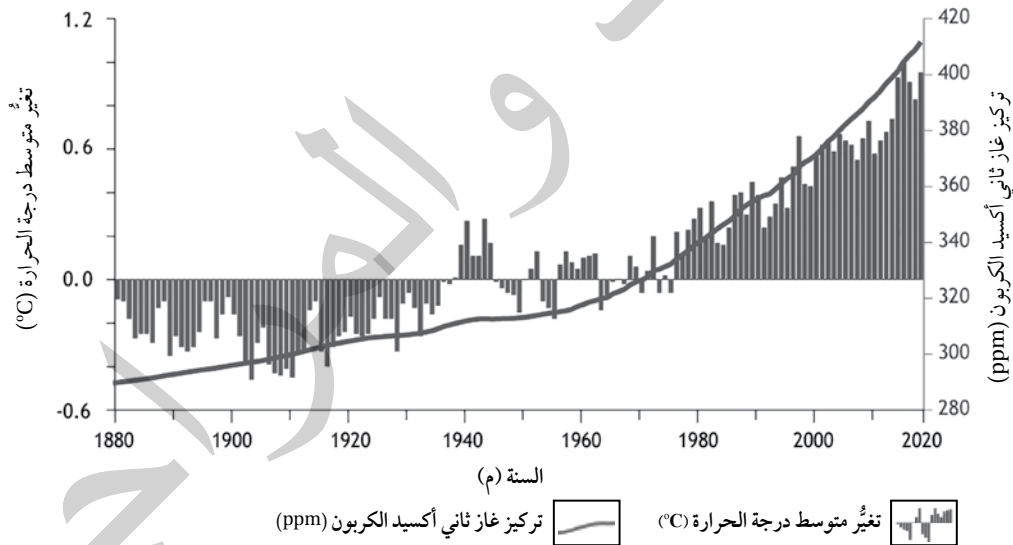 تغيُّر متوسط درجة الحرارة (°C)
1.2
0.6
0.0
-0.6
تركيز غاز ثاني أكسيد الكربون (ppm)
420
400
380
360
340
320
300
280
1880 1900 1920 1940 1960 1980 2000 2020
السنة (م)
تغيُّر متوسط درجة الحرارة (°C)
تركيز غاز ثاني أكسيد الكربون (ppm)